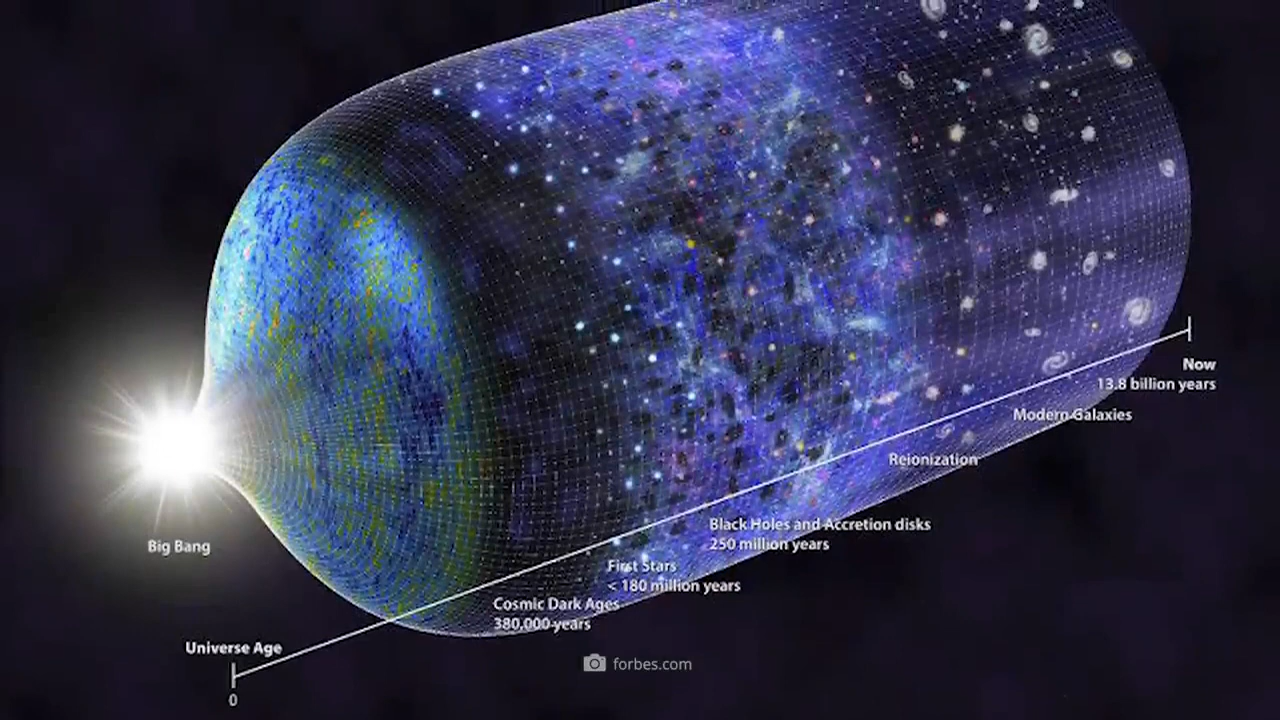 Big Bang
Universe Age
0
Cosmic Dark Ages
380,000 years
First Stars
< 180 million years
Black Holes and Accretion disks
250 million years
Reionization
Modern Galaxies
Now
13.8 billion years
forbes.com